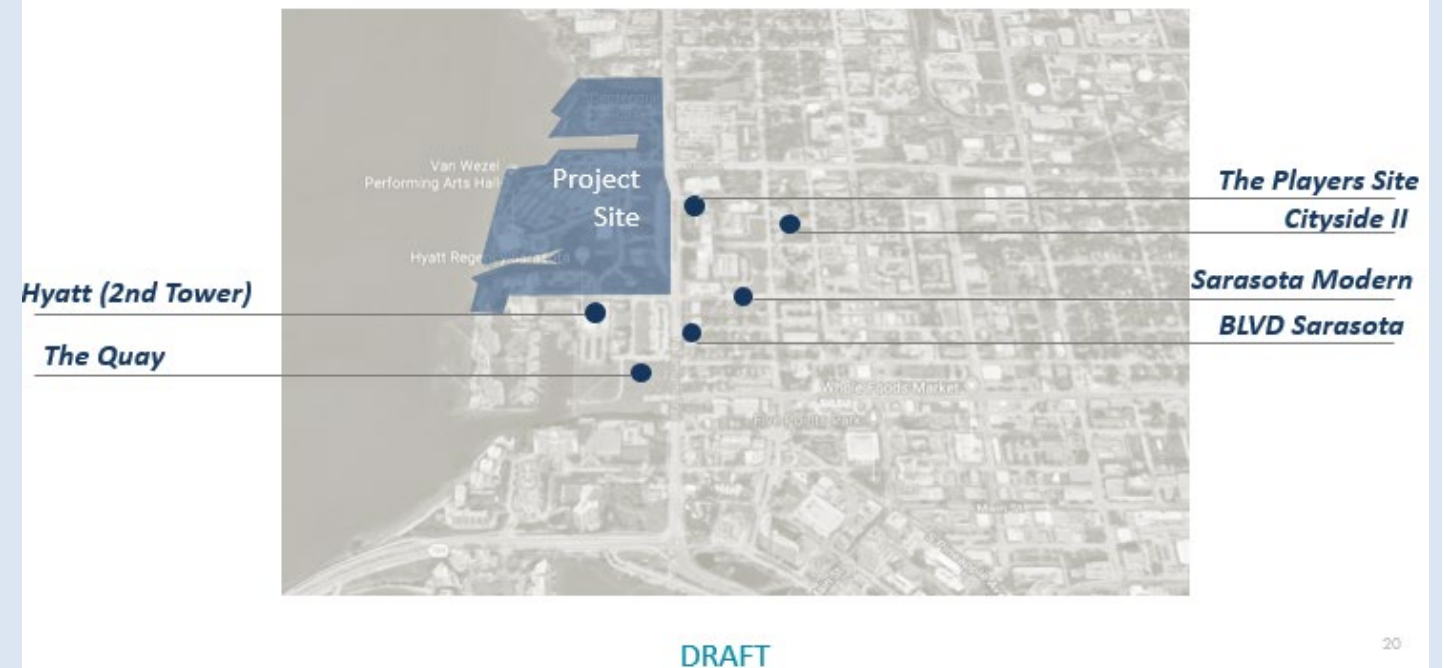 Van Wezel
Performing Arts Hall
Project
Site
Hyatt Regency Sarasota
The Players Site
Cityside II
Hyatt (2nd Tower)
Sarasota Modern
BLVD Sarasota
The Quay
Whole Foods Market
Five Points Park
Main St
DRAFT
20